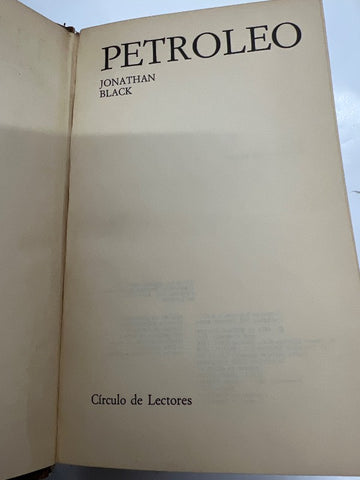 PETROLEO
JONATHAN
BLACK
Círculo de Lectores